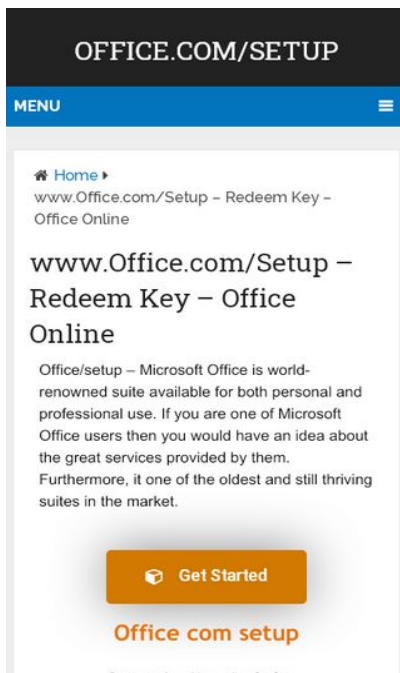 OFFICE.COM/SETUP
MENU
Home
www.Office.com/Setup – Redeem Key –
Office Online
www.Office.com/Setup –
Redeem Key – Office
Online
Office/setup – Microsoft Office is world-
renowned suite available for both personal and
professional use. If you are one of Microsoft
Office users then you would have an idea about
the great services provided by them.
Furthermore, it one of the oldest and still thriving
suites in the market.
Get Started
Office com setup